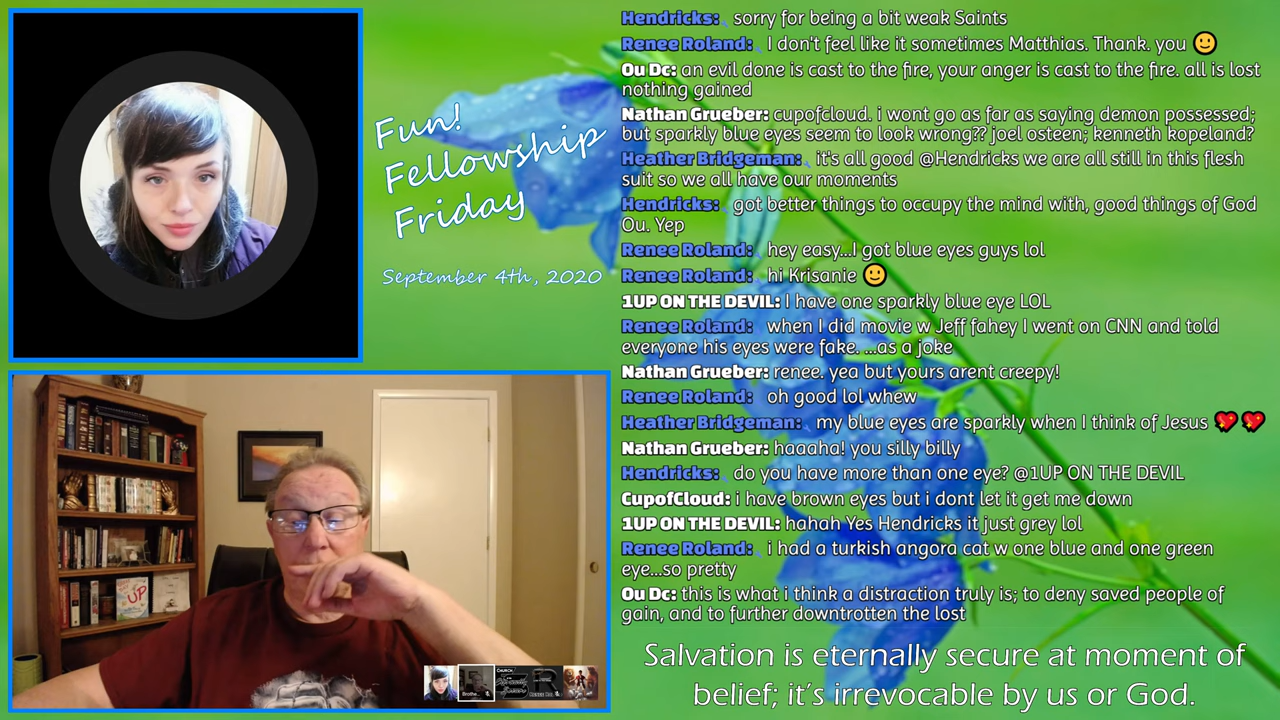 Fun!
Fellowship
Friday
September 4th, 2020
Hendricks: sorry for being a bit weak Saints
Renee Roland: I don't feel like it sometimes Matthias. Thank. you 🙂
Ou Dc: an evil done is cast to the fire, your anger is cast to the fire. all is lost
nothing gained
Nathan Grueber: cupofcloud. i wont go as far as saying demon possessed;
but sparkly blue eyes seem to look wrong?? joel osteen; kenneth kopeland?
Heather Bridgeman: it's all good @Hendricks we are all still in this flesh
suit so we all have our moments
Hendricks: got better things to occupy the mind with, good things of God
Ou. Yep
Renee Roland: hey easy...I got blue eyes guys lol
Renee Roland: hi Krisanie 🙂
1UP ON THE DEVIL: I have one sparkly blue eye LOL
Renee Roland: when I did movie w Jeff fahey I went on CNN and told
everyone his eyes were fake. ...as a joke
Nathan Grueber: renee. yea but yours arent creepy!
Renee Roland: oh good lol whew
Heather Bridgeman: my blue eyes are sparkly when I think of Jesus 💖 💖
Nathan Grueber: haaaha! you silly billy
Hendricks: do you have more than one eye? @1UP ON THE DEVIL
CupofCloud: i have brown eyes but i dont let it get me down
1UP ON THE DEVIL: hahah Yes Hendricks it just grey lol
Renee Roland: i had a turkish angora cat w one blue and one green
eye...so pretty
Ou Dc: this is what i think a distraction truly is; to deny saved people of
gain, and to further downtrotten the lost
Salvation is eternally secure at moment of
belief; it's irrevocable by us or God.
UP
Brothe...